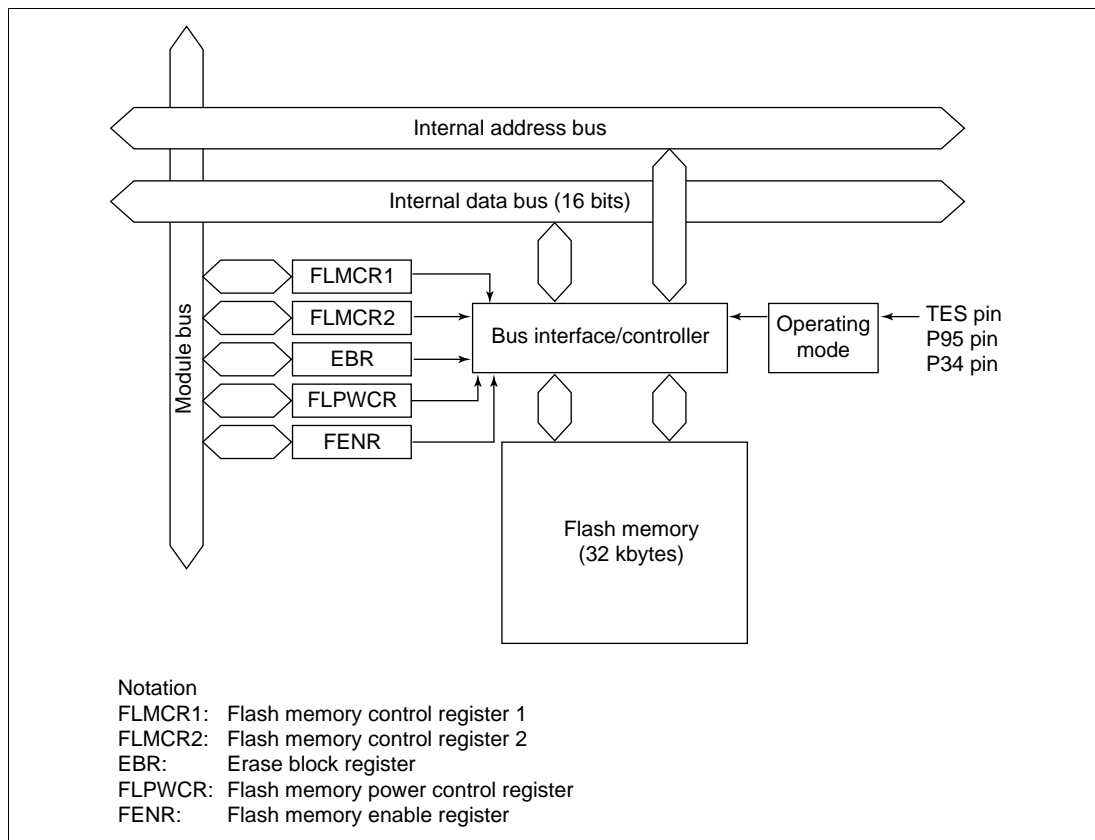 Internal address bus
Internal data bus (16 bits)
Module bus
FLMCR1
FLMCR2
EBR
FLPWCR
FENR
Bus interface/controller
Operating
mode
TES pin
P95 pin
P34 pin
Flash memory
(32 kbytes)
Notation
FLMCR1: Flash memory control register 1
FLMCR2: Flash memory control register 2
EBR: Erase block register
FLPWCR: Flash memory power control register
FENR: Flash memory enable register